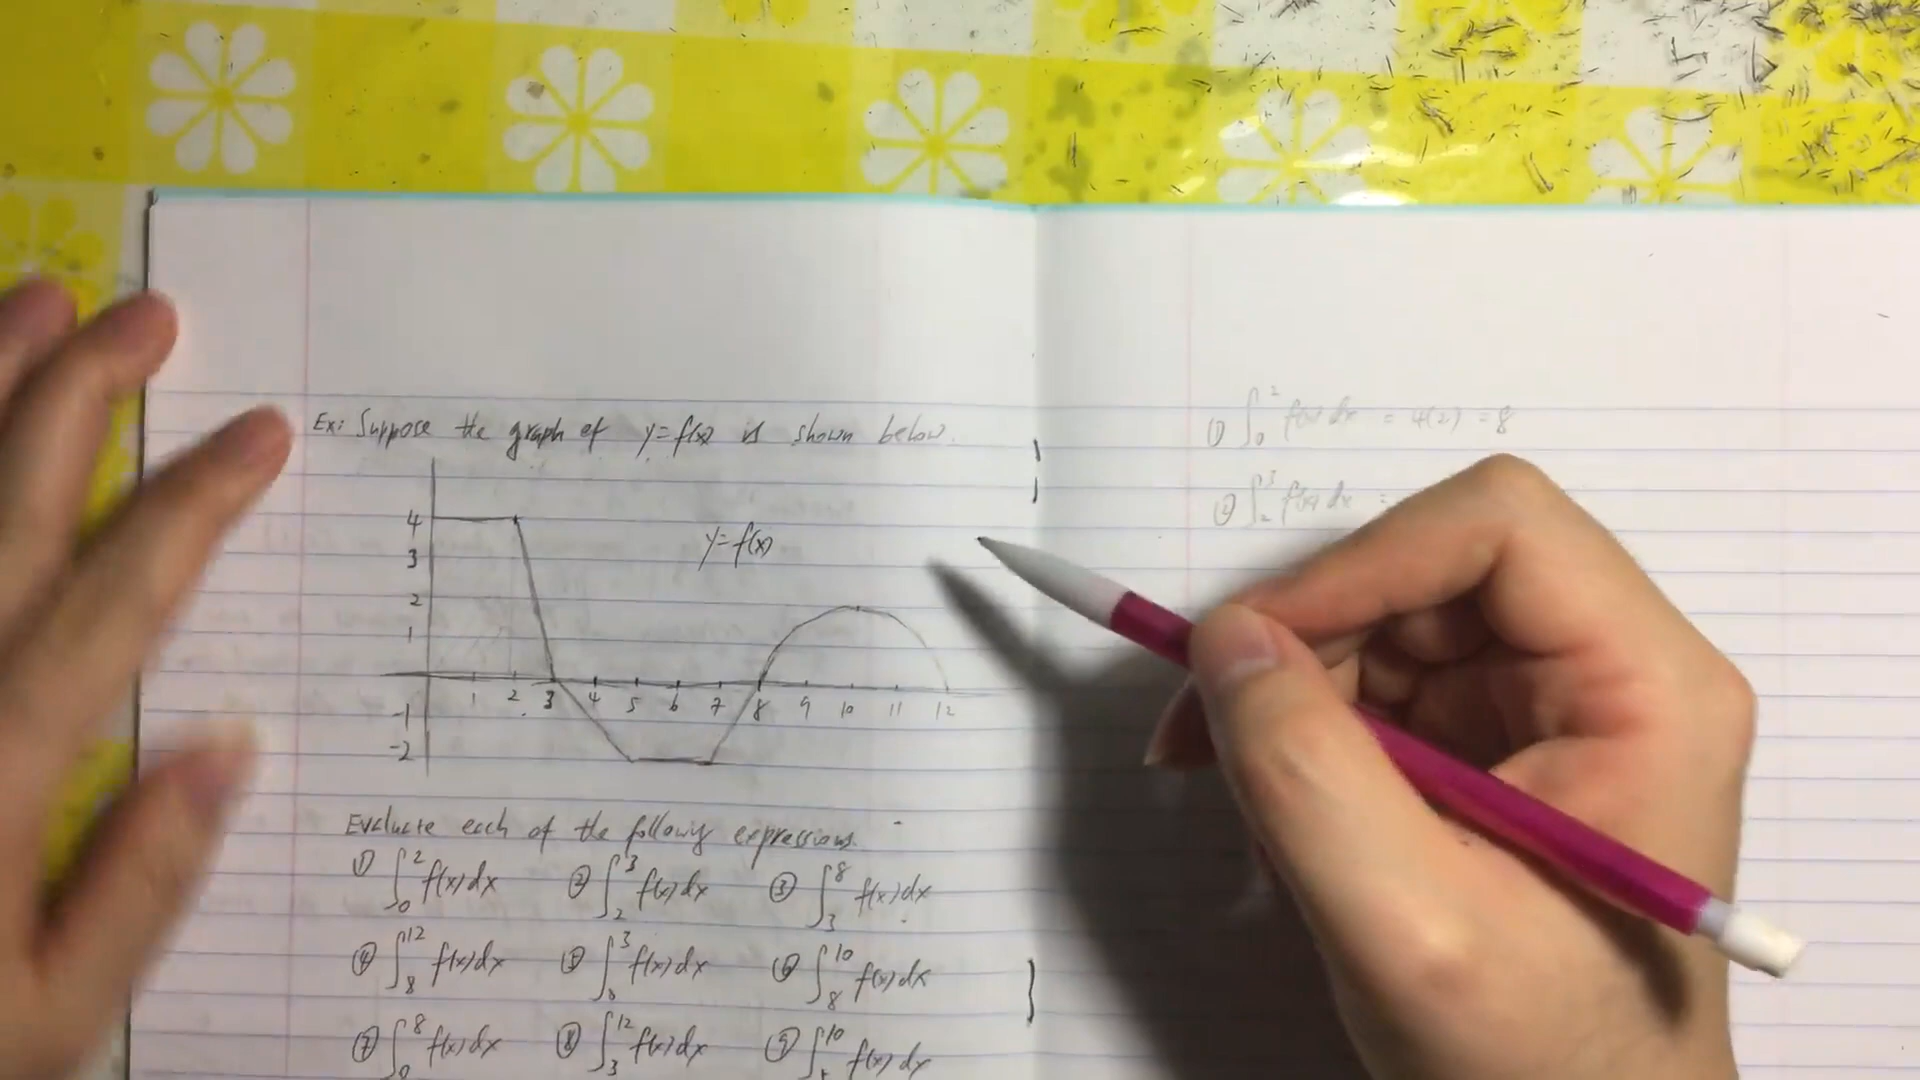 Ex: Suppose the graph of y=f(x) is shown below.
4
3
2
1
-1
-2
y=f(x)
1 2 3 4 5 6 7 8 9 10 11 12
Evaluate each of the following expressions.
① ∫₀² f(x)dx ② ∫₂³ f(x)dx ③ ∫₃⁸ f(x)dx
④ ∫₈¹² f(x)dx ⑤ ∫₀³ f(x)dx ⑥ ∫₈¹⁰ f(x)dx
⑦ ∫₀⁸ f(x)dx ⑧ ∫₃¹² f(x)dx ⑨ ∫¹⁰ f(x)dx
① ∫₀² f(x)dx = 4(2) = 8
② ∫₂³ f(x)dx =